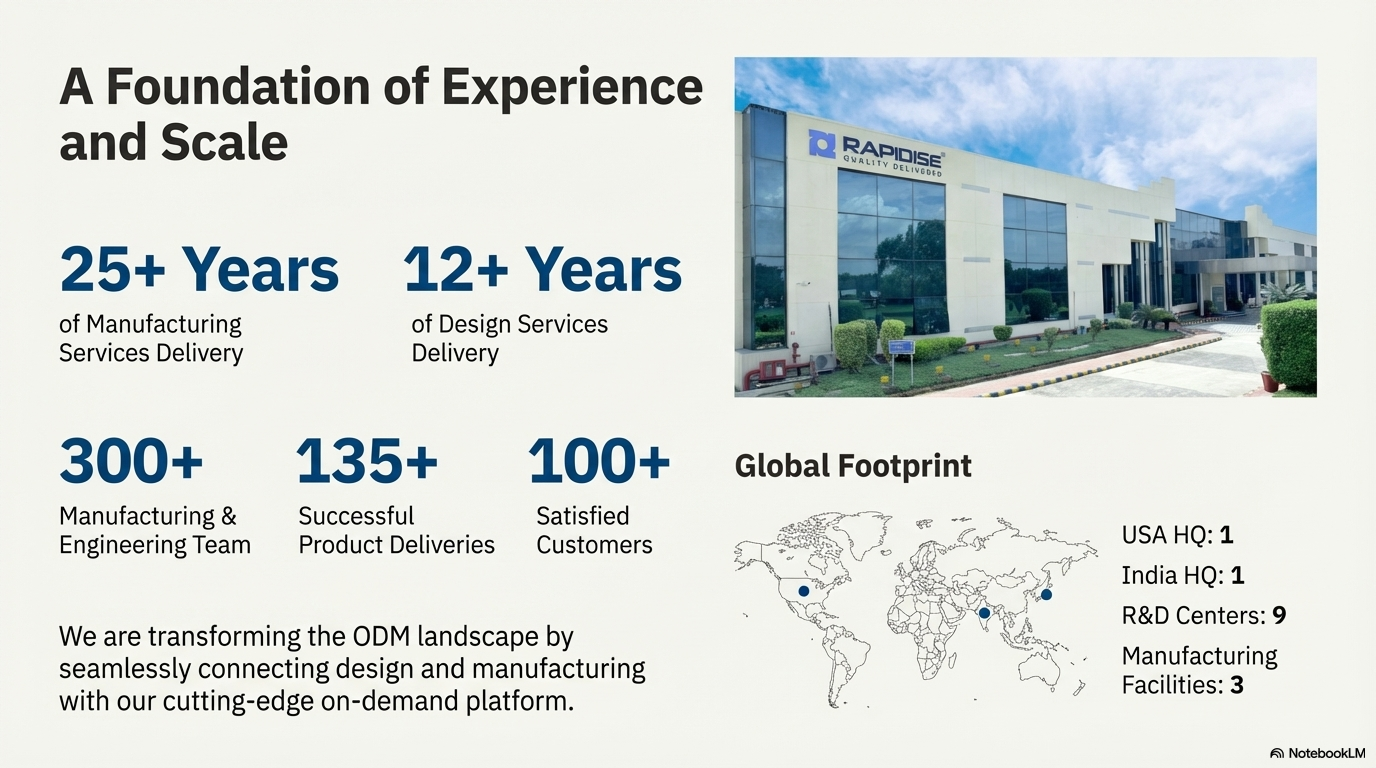 A Foundation of Experience
and Scale
25+ Years
of Manufacturing
Services Delivery
12+ Years
of Design Services
Delivery
300+
Manufacturing &
Engineering Team
135+
Successful
Product Deliveries
100+
Satisfied
Customers
We are transforming the ODM landscape by
seamlessly connecting design and manufacturing
with our cutting-edge on-demand platform.
RAPIDISE
QUALITY
Global Footprint
USA HQ: 1
India HQ: 1
R&D Centers: 9
Manufacturing
Facilities: 3
NotebookLM